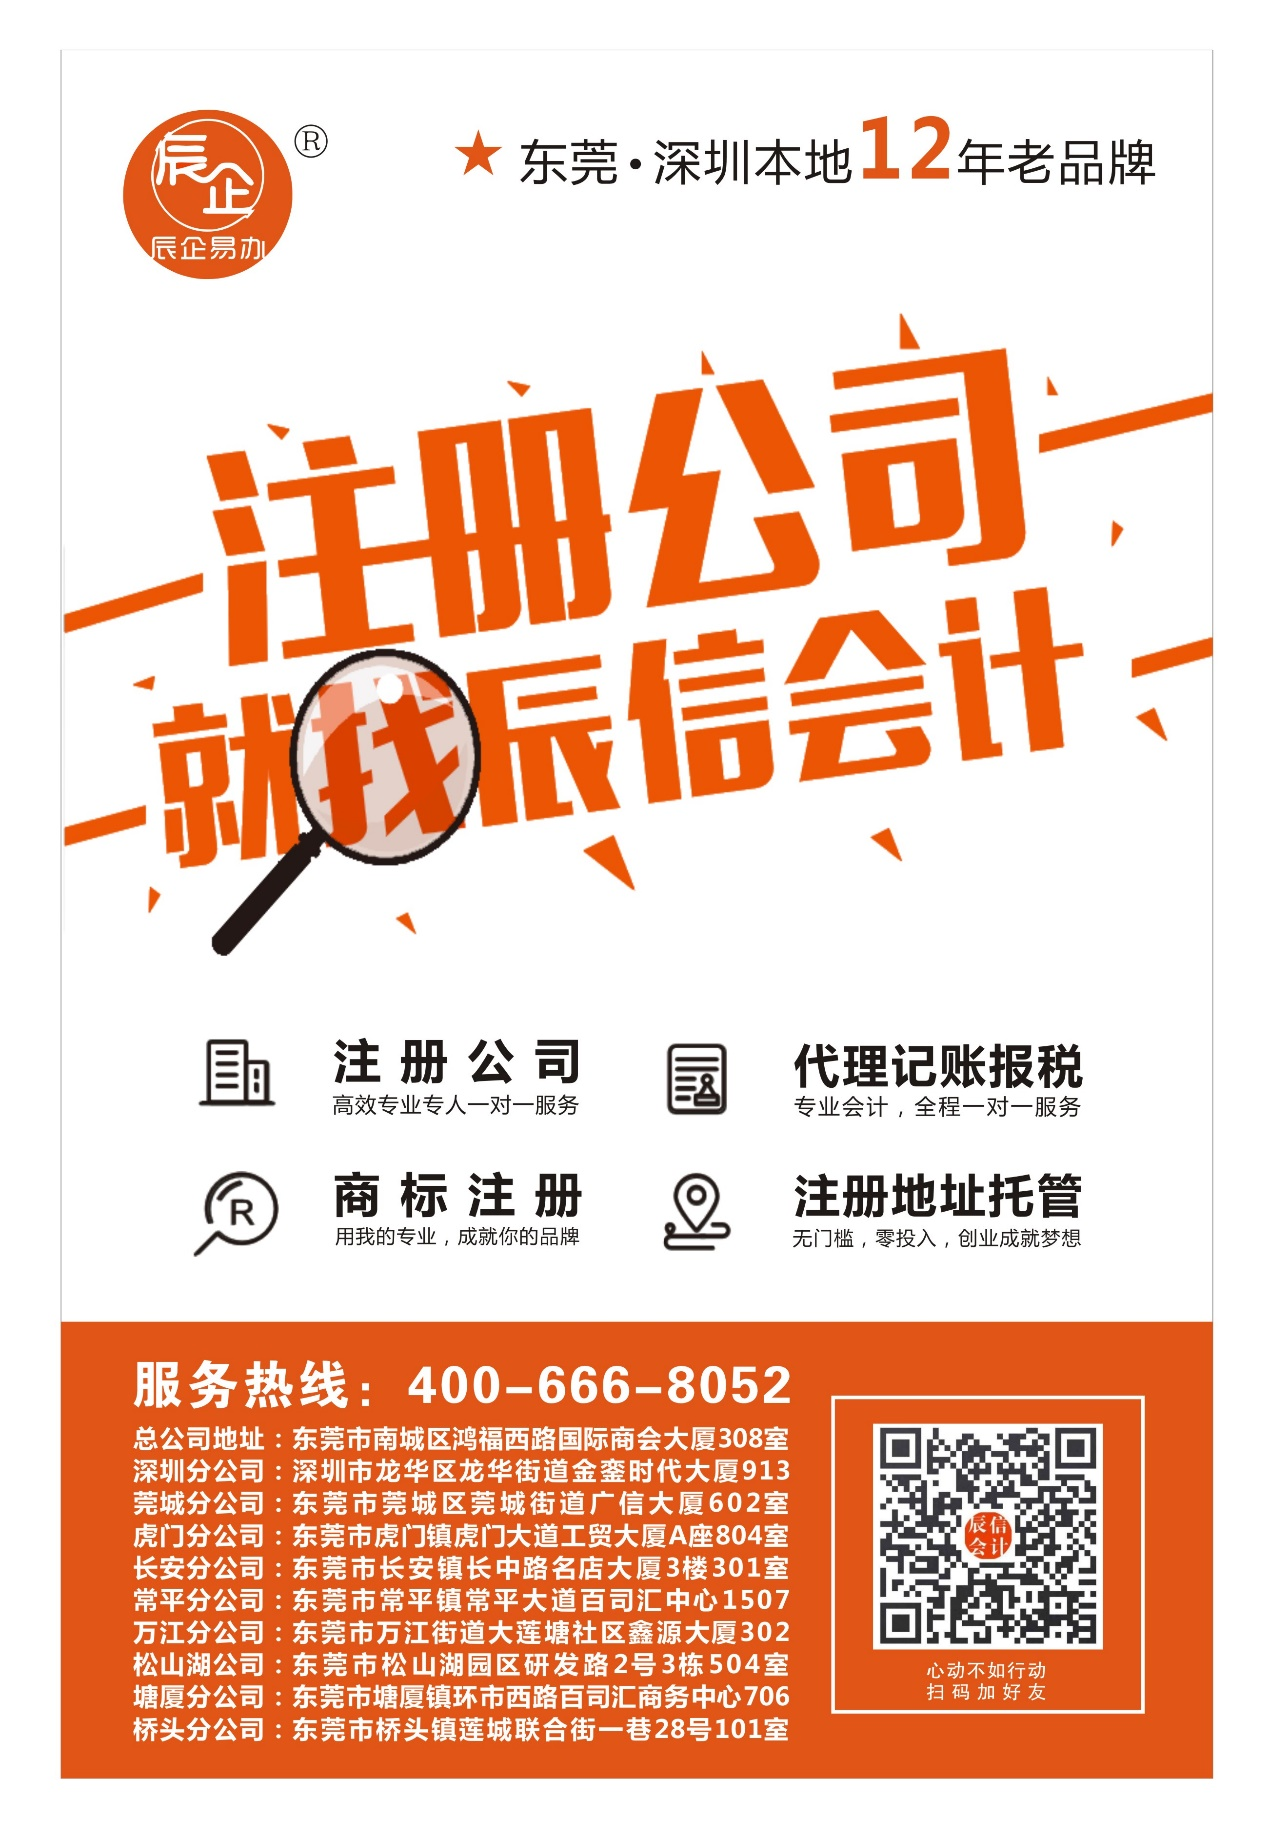 辰企
辰企易办
®
★ 东莞·深圳本地12年老品牌
注册公司
就找辰信会计
注册公司
高效专业专人一对一服务
代理记账报税
专业会计，全程一对一服务
R
商标注册
用我的专业，成就你的品牌
注册地址托管
无门槛，零投入，创业成就梦想
服务热线：400-666-8052
总公司地址：东莞市南城区鸿福西路国际商会大厦308室
深圳分公司：深圳市龙华区龙华街道金銮时代大厦913
莞城分公司：东莞市莞城区莞城街道广信大厦602室
虎门分公司：东莞市虎门镇虎门大道工贸大厦A座804室
长安分公司：东莞市长安镇长中路名店大厦3楼301室
常平分公司：东莞市常平镇常平大道百司汇中心1507
万江分公司：东莞市万江街道大莲塘社区鑫源大厦302
松山湖公司：东莞市松山湖园区研发路2号3栋504室
塘厦分公司：东莞市塘厦镇环市西路百司汇商务中心706
桥头分公司：东莞市桥头镇莲城联合街一巷28号101室
辰信
会计
心动不如行动
扫码加好友